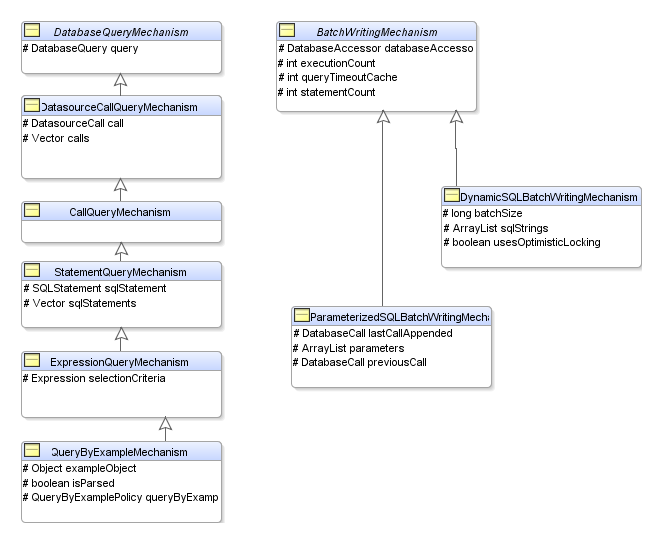 DatabaseQueryMechanism
# DatabaseQuery query
DatasourceCallQueryMechanism
# DatasourceCall call
# Vector calls
CallQueryMechanism
StatementQueryMechanism
# SQLStatement sqlStatement
# Vector sqlStatements
ExpressionQueryMechanism
# Expression selectionCriteria
QueryByExampleMechanism
# Object exampleObject
# boolean isParsed
# QueryByExamplePolicy queryByExamp
BatchWritingMechanism
# DatabaseAccessor databaseAccesso
# int executionCount
# int queryTimeoutCache
# int statementCount
DynamicSQLBatchWritingMechanism
# long batchSize
# ArrayList sqlStrings
# boolean usesOptimisticLocking
ParameterizedSQLBatchWritingMecha
# DatabaseCall lastCallAppended
# ArrayList parameters
# DatabaseCall previousCall